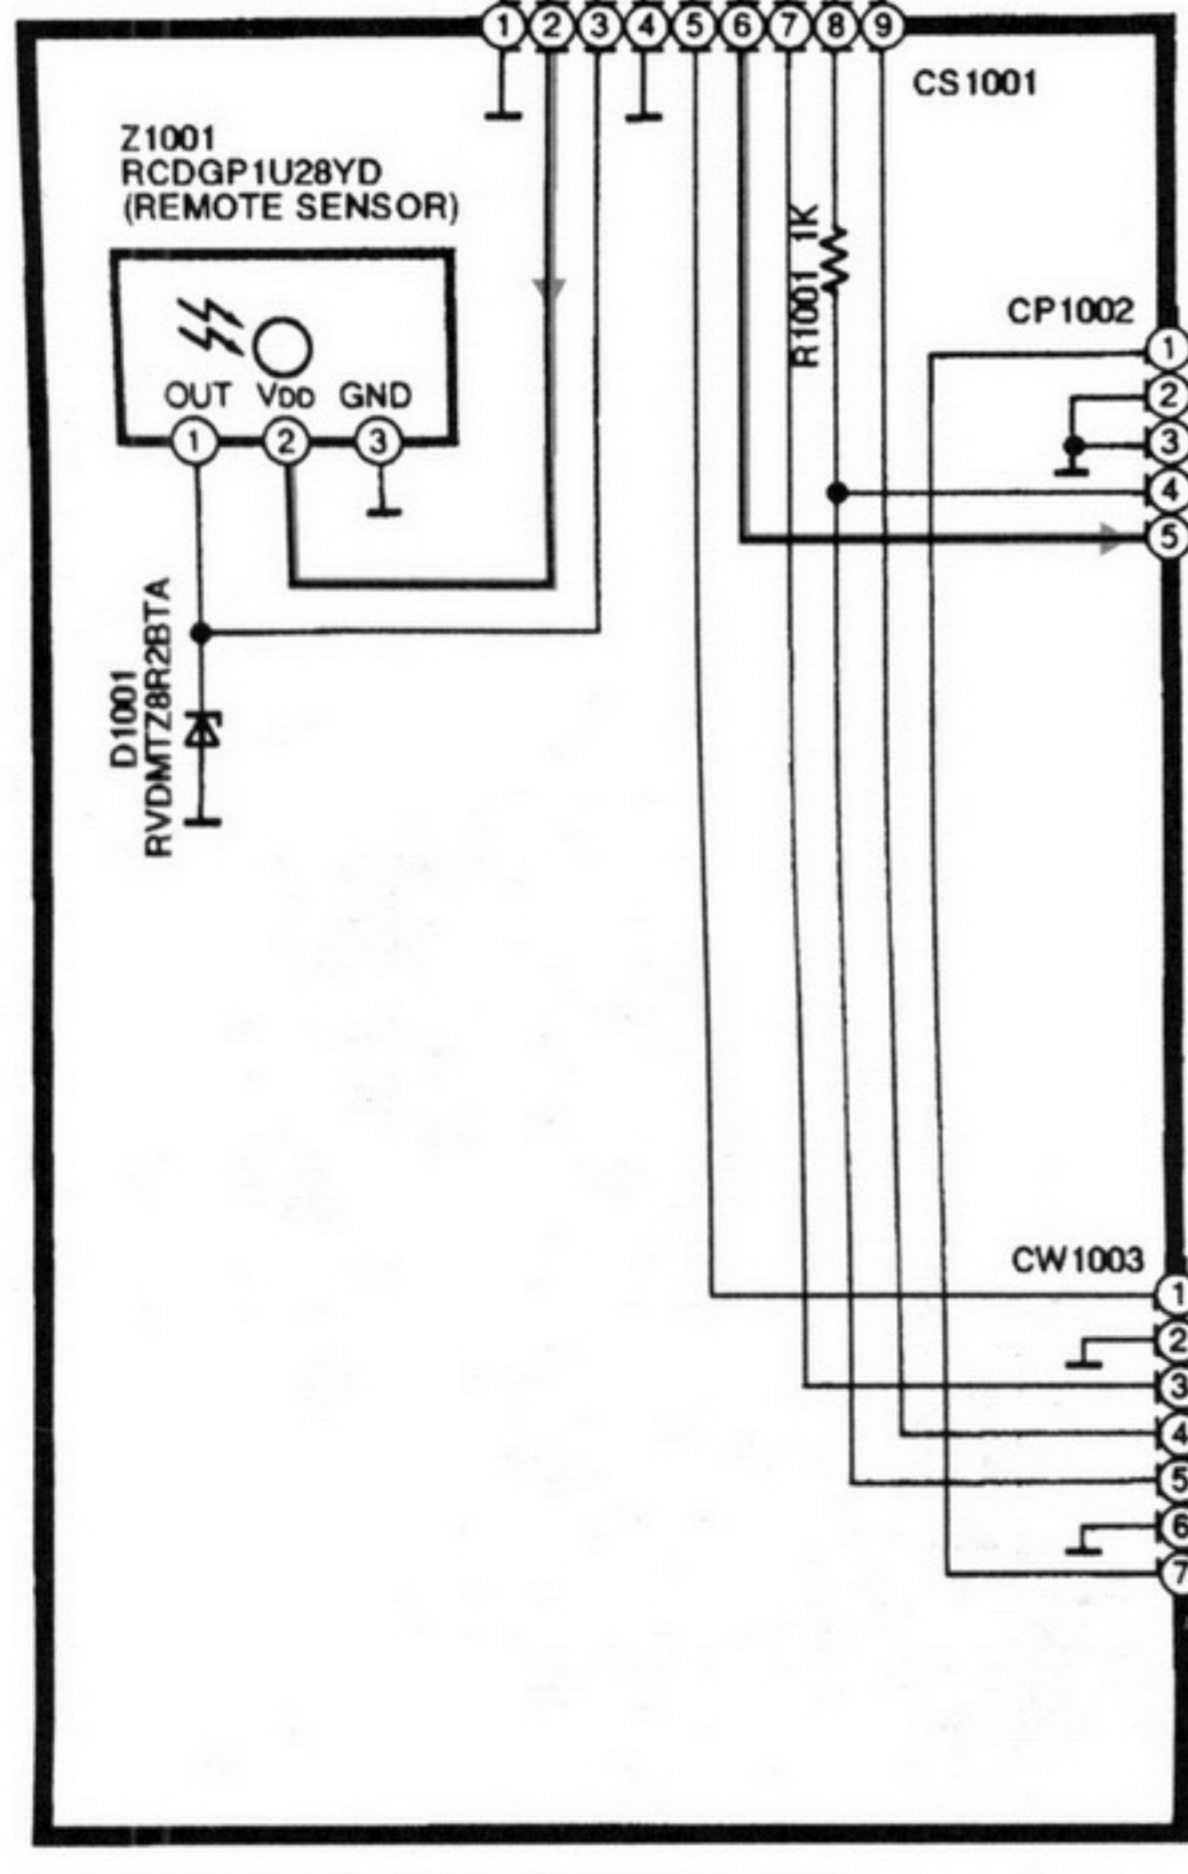 1 2 3 4 5 6 7 8 9
CS1001
Z1001
RCDGP1U28YD
(REMOTE SENSOR)
OUT VDD GND
1 2 3
R1001 1K
CP1002
1
2
3
4
5
D1001
RVDMTZ8R2BTA
CW1003
1
2
3
4
5
6
7